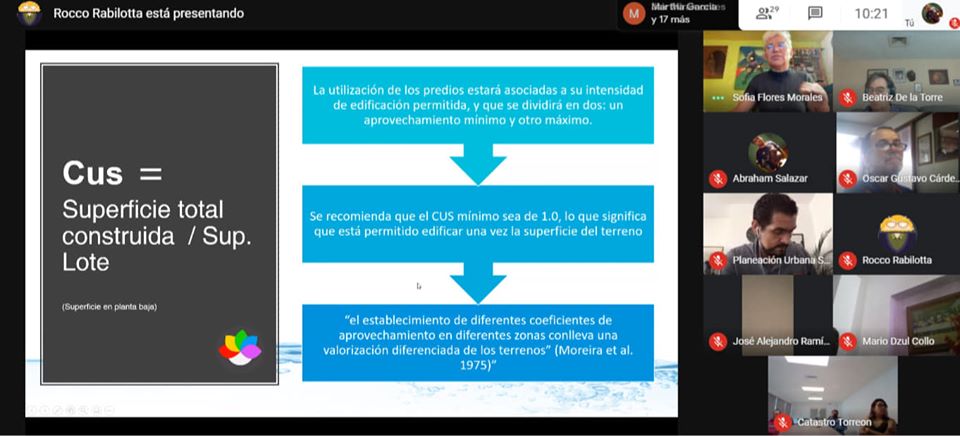 Rocco Rabilotta está presentando
M
y 17 más
29
10:21
Tú
Cus =
Superficie total
construida / Sup.
Lote
(Superficie en planta baja)
La utilización de los predios estará asociadas a su intensidad
de edificación permitida, y que se dividirá en dos: un
aprovechamiento mínimo y otro máximo.
Se recomienda que el CUS mínimo sea de 1.0, lo que significa
que está permitido edificar una vez la superficie del terreno
“el establecimiento de diferentes coeficientes de
aprovechamiento en diferentes zonas conlleva una
valorización diferenciada de los terrenos” (Moreira et al.
1975)”
Sofia Flores Morales
Beatriz De la Torre
Abraham Salazar
Oscar Gustavo Cárde...
Planeación Urbana S...
Rocco Rabilotta
José Alejandro Ramí...
Mario Dzul Collo
Catastro Torreon